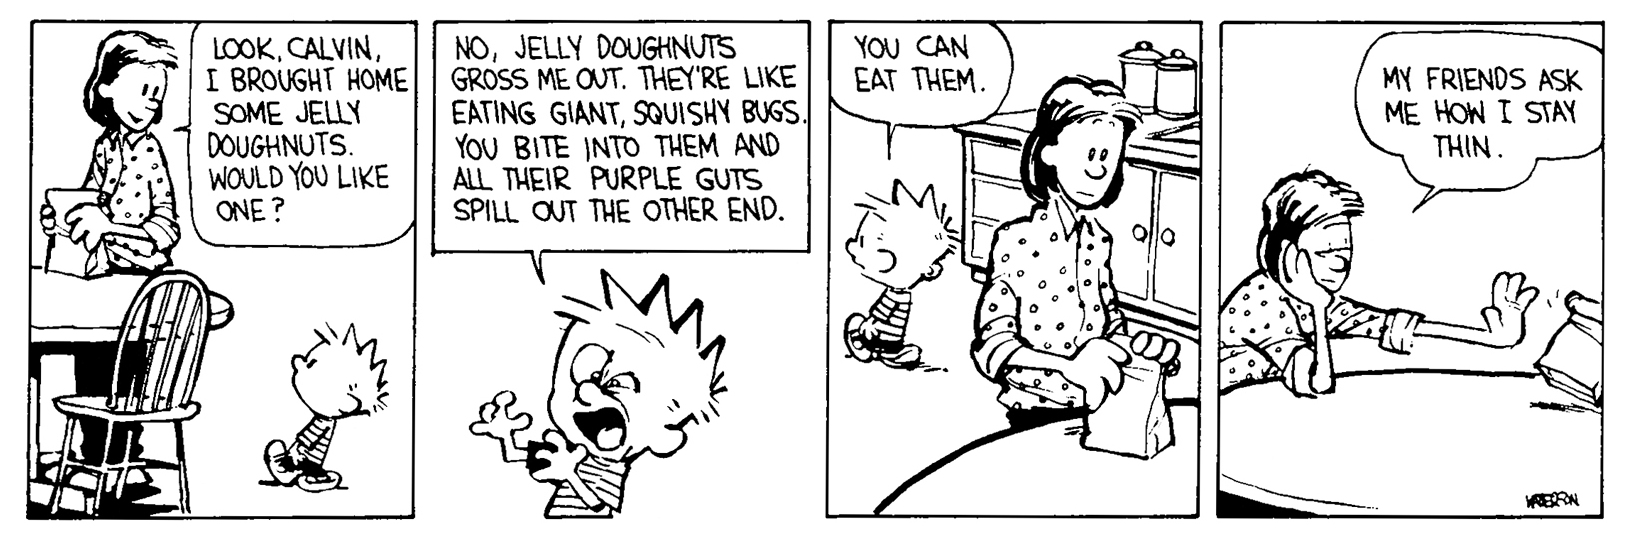 LOOK, CALVIN,
I BROUGHT HOME
SOME JELLY
DOUGHNUTS.
WOULD YOU LIKE
ONE?
NO, JELLY DOUGHNUTS
GROSS ME OUT. THEY'RE LIKE
EATING GIANT, SQUISHY BUGS.
YOU BITE INTO THEM AND
ALL THEIR PURPLE GUTS
SPILL OUT THE OTHER END.
YOU CAN
EAT THEM.
MY FRIENDS ASK
ME HOW I STAY
THIN.
WATTERSON